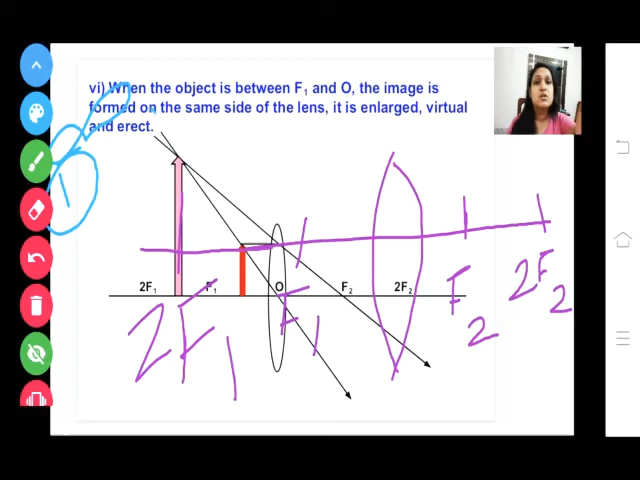 vi) When the object is between F₁ and O, the image is
formed on the same side of the lens, it is enlarged, virtual
and erect.
2F₁ F₁ O F₂ 2F₂
2F₁ F₁ F₂ 2F₂
1